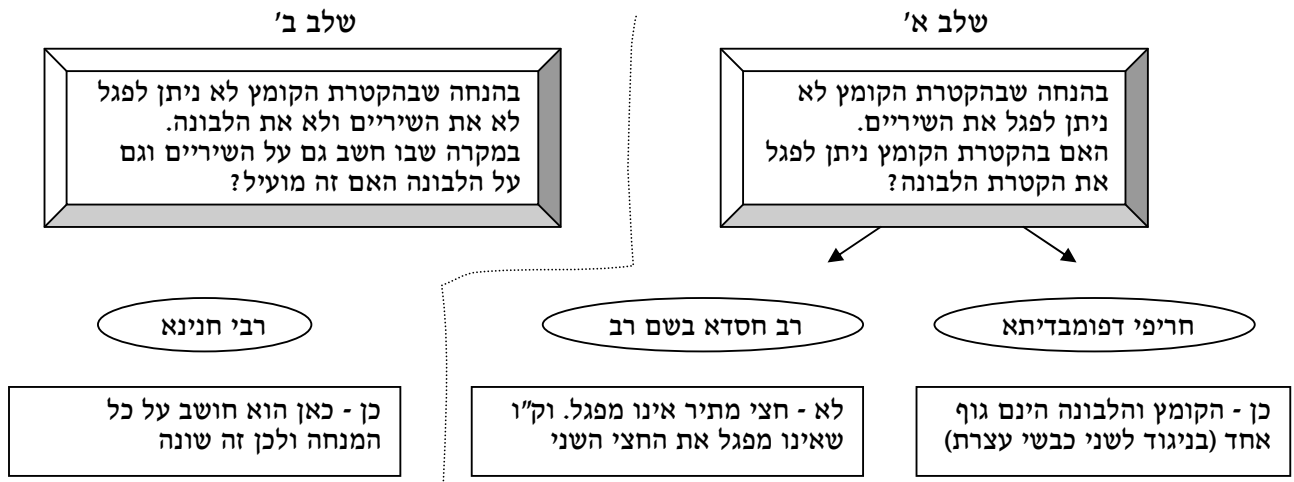 שלב א'
בהנחה שבהקטרת הקומץ לא
ניתן לפגל את השיריים.
האם בהקטרת הקומץ ניתן לפגל
את הקטרת הלבונה?
חריפי דפומבדיתא
כן - הקומץ והלבונה הינם גוף
אחד (בניגוד לשני כבשי עצרת)
רב חסדא בשם רב
לא - חצי מתיר אינו מפגל. וק"ו
שאינו מפגל את החצי השני
שלב ב'
בהנחה שבהקטרת הקומץ לא ניתן לפגל
לא את השיריים ולא את הלבונה.
במקרה שבו חשב גם על השיריים וגם
על הלבונה האם זה מועיל?
רבי חנינא
כן - כאן הוא חושב על כל
המנחה ולכן זה שונה